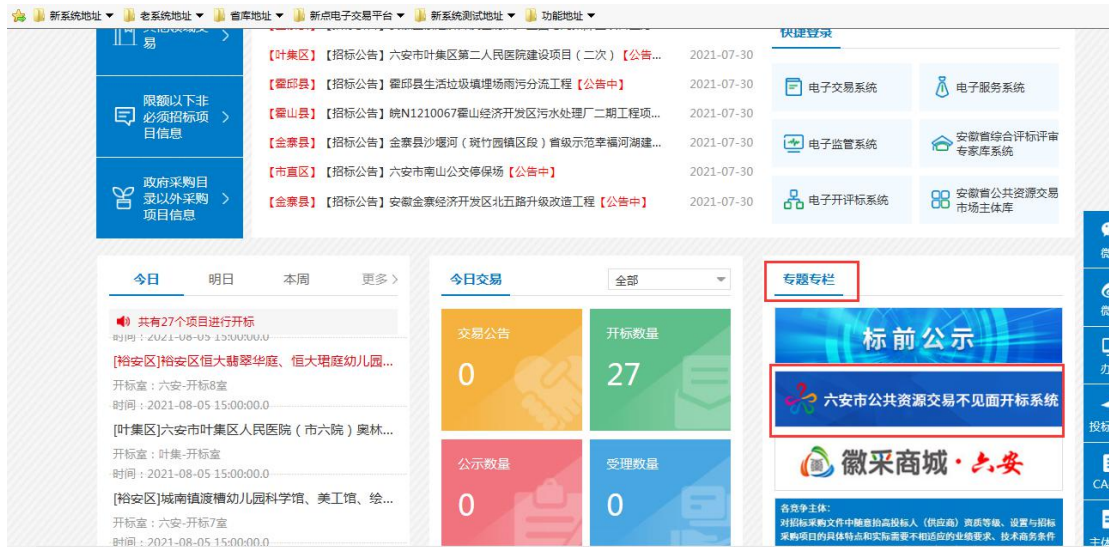 新系统地址 ▼ 老系统地址 ▼ 省库地址 ▼ 新点电子交易平台 ▼ 新系统测试地址 ▼ 功能地址 ▼
易
限额以下非
必须招标项
目信息
政府采购目
录以外采购
项目信息
【叶集区】【招标公告】六安市叶集区第二人民医院建设项目（二次）【公告... 2021-07-30
【霍邱县】【招标公告】霍邱县生活垃圾填埋场雨污分流工程【公告中】 2021-07-30
【霍山县】【招标公告】皖N1210067霍山经济开发区污水处理厂二期工程项... 2021-07-30
【金寨县】【招标公告】金寨县沙堰河（斑竹园镇区段）省级示范幸福河湖建... 2021-07-30
【市直区】【招标公告】六安市南山公交停保场【公告中】 2021-07-30
【金寨县】【招标公告】安徽金寨经济开发区北五路升级改造工程【公告中】 2021-07-30
快捷登录
电子交易系统
电子服务系统
电子监管系统
安徽省综合评标评审
专家库系统
电子开评标系统
安徽省公共资源交易
市场主体库
今日 明日 本周 更多 >
共有27个项目进行开标
时间：2021-08-05 15:00:00.0
[裕安区]裕安区恒大翡翠华庭、恒大珺庭幼儿园...
开标室：六安-开标8室
时间：2021-08-05 15:00:00.0
[叶集区]六安市叶集区人民医院（市六院）奥林...
开标室：叶集-开标室
时间：2021-08-05 15:00:00.0
[裕安区]城南镇渡槽幼儿园科学馆、美工馆、绘...
开标室：六安-开标7室
时间：2021-08-05 15:00:00.0
今日交易
全部
交易公告
0
开标数量
27
公示数量
0
受理数量
0
专题专栏
标前公示
六安市公共资源交易不见面开标系统
徽采商城·六安
各竞争主体：
对招标采购文件中随意抬高投标人（供应商）资质等级、设置与招标
采购项目的具体特点和实际需要不相适应的业绩要求、技术商务条件
微
微
办
投标
CA
主体